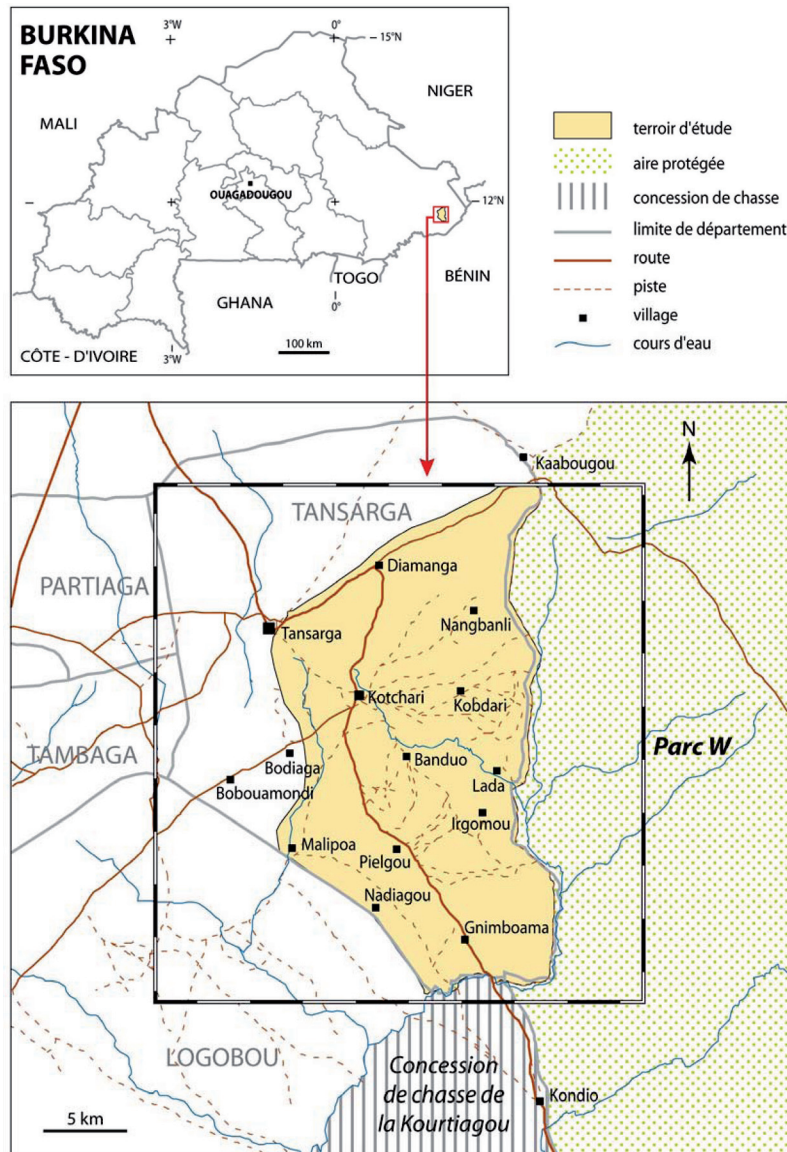 BURKINA
FASO
3°W
0°
15°N
NIGER
MALI
OUAGADOUGOU
12°N
TOGO
BÉNIN
GHANA
0°
100 km
CÔTE - D'IVOIRE
3°W
terroir d'étude
aire protégée
concession de chasse
limite de département
route
piste
village
cours d'eau
N
Kaabougou
TANSARGA
Diamanga
PARTIAGA
Nangbanli
Tansarga
Kotchari
Kobdari
Parc W
TAMBAGA
Bodiaga
Banduo
Lada
Bobouamondi
Irgomou
Malipoa
Pielgou
Nadiagou
Gnimboama
LOGOBOU
Concession
de chasse de
la Kourtiagou
Kondio
5 km